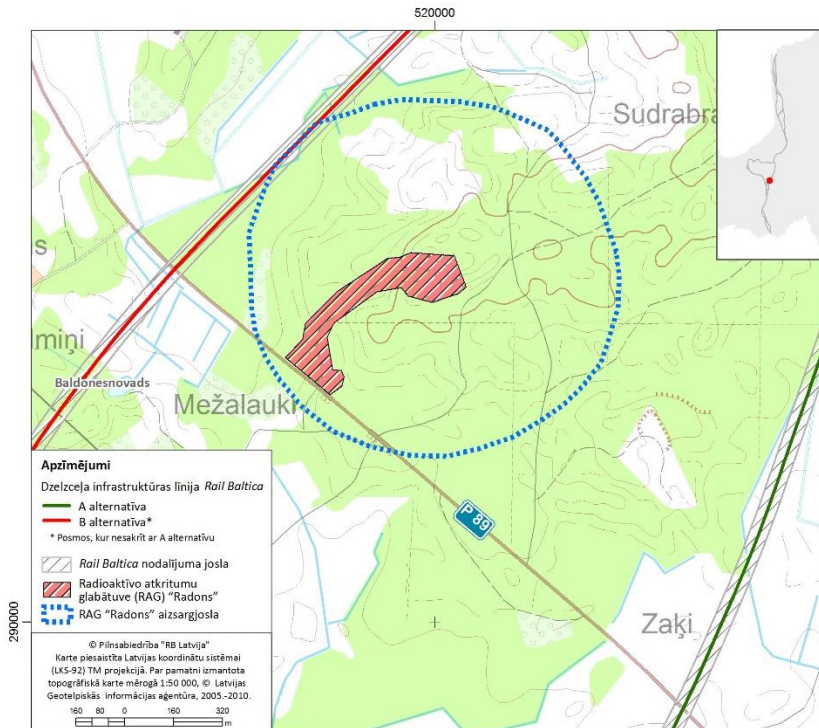 520000
Sudrabra
s
lmiņi
Baldonesnovads
Mežalauki
P 89
Zaķi
290000
Apzīmējumi
Dzelzceļa infrastruktūras līnija Rail Baltica
A alternatīva
B alternatīva*
* Posmos, kur nesakrīt ar A alternatīvu
Rail Baltica nodalījuma josla
Radioaktīvo atkritumu
glabātuve (RAG) "Radons"
RAG "Radons" aizsargjosla
© Pilnsabiedrība "RB Latvija"
Karte piesaistīta Latvijas koordinātu sistēmai
(LKS-92) TM projekcijā. Par pamatni izmantota
topogrāfiskā karte mērogā 1:50 000, © Latvijas
Ģeotelpiskās informācijas aģentūra, 2005.-2010.
160 80 0 160 320
m